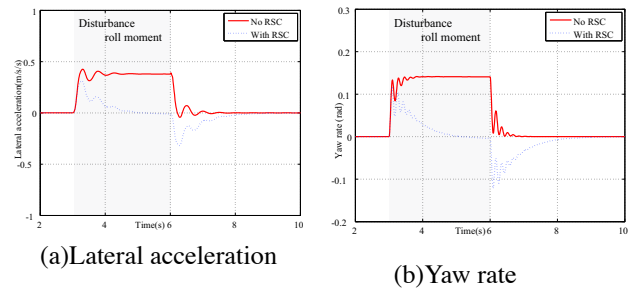 Disturbance
roll moment
No RSC
With RSC
Lateral acceleration(m/s/s)
1
0.5
0
-0.5
-1
2
4
Time(s)
6
8
10
(a)Lateral acceleration
Disturbance
roll moment
No RSC
With RSC
Yaw rate (rad)
0.3
0.2
0.1
0
-0.1
-0.2
2
4
Time(s)
6
8
10
(b)Yaw rate